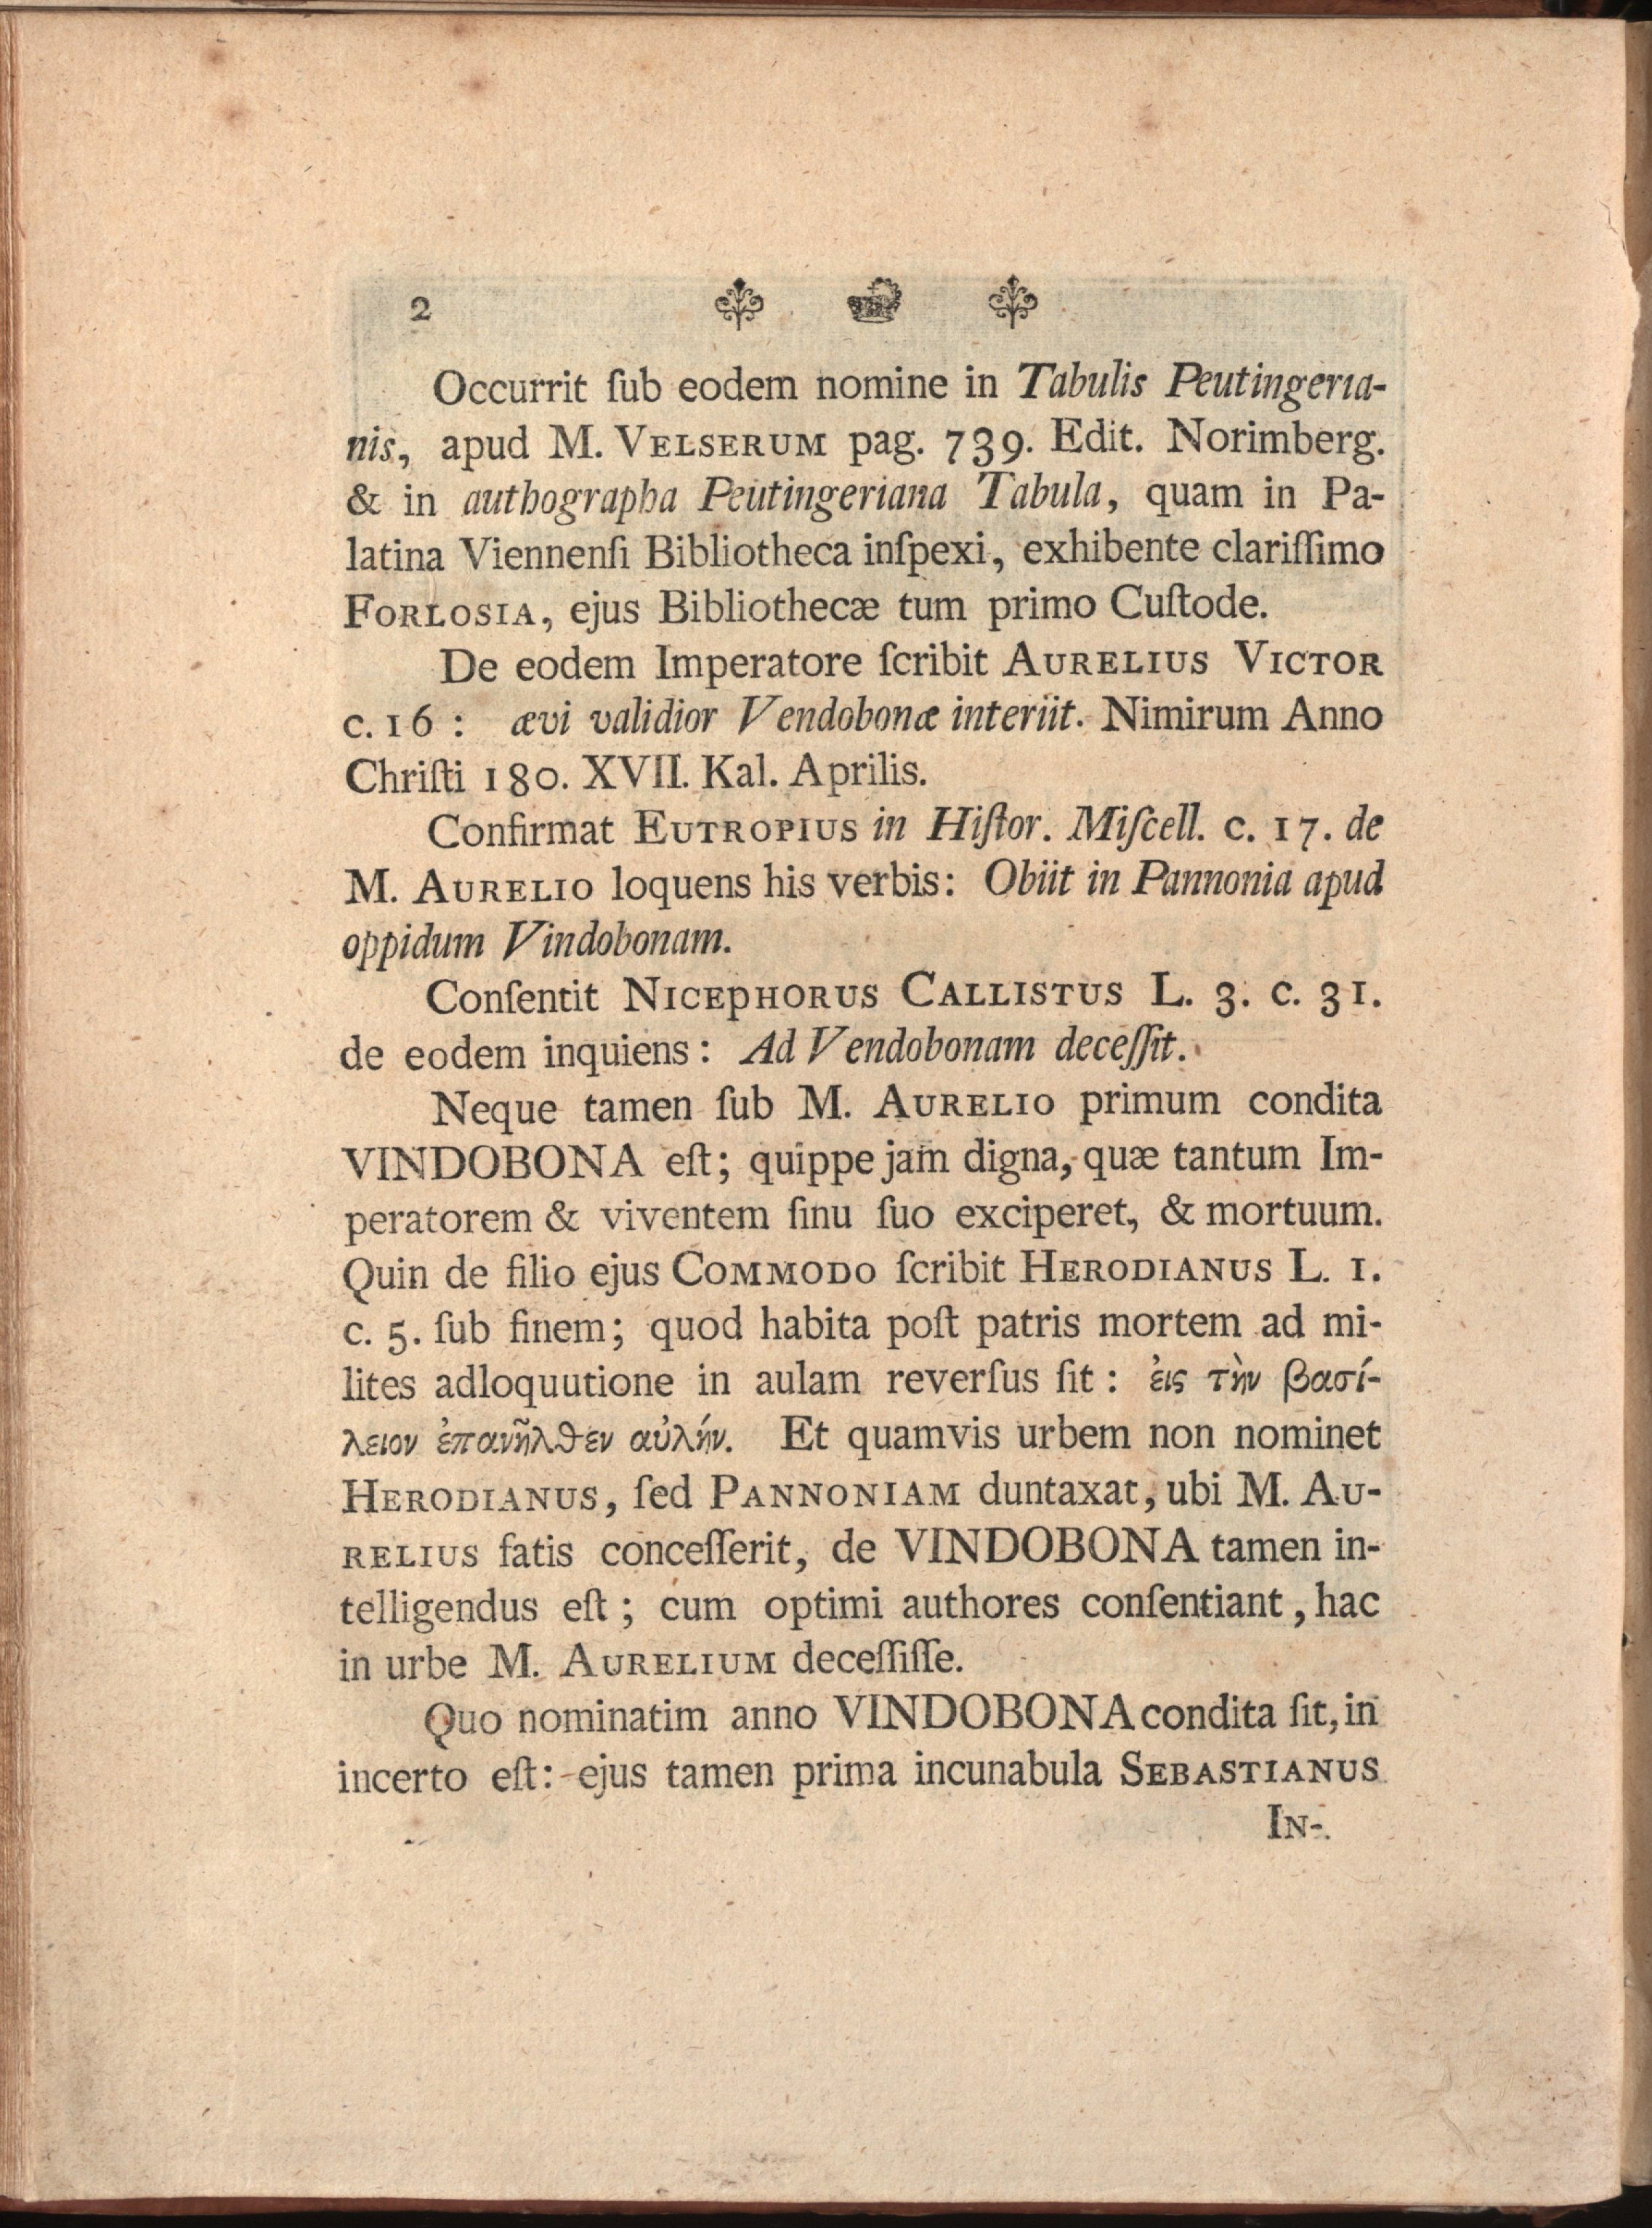 2
Occurrit ſub eodem nomine in Tabulis Peutingeria-
nis, apud M. VELSERUM pag. 739. Edit. Norimberg.
& in authographa Peutingeriana Tabula, quam in Pa-
latina Viennenſi Bibliotheca inſpexi, exhibente clariſſimo
FORLOSIA, ejus Bibliothecæ tum primo Cuſtode.
De eodem Imperatore ſcribit AURELIUS VICTOR
c. 16 : ævi validior Vendobonæ interiit. Nimirum Anno
Chriſti 180. XVII. Kal. Aprilis.
Confirmat EUTROPIUS in Hiſtor. Miſcell. c. 17. de
M. AURELIO loquens his verbis: Obiit in Pannonia apud
oppidum Vindobonam.
Conſentit NICEPHORUS CALLISTUS L. 3. c. 31.
de eodem inquiens: Ad Vendobonam deceſſit.
Neque tamen ſub M. AURELIO primum condita
VINDOBONA eſt; quippe jam digna, quæ tantum Im-
peratorem & viventem ſinu ſuo exciperet, & mortuum.
Quin de filio ejus COMMODO ſcribit HERODIANUS L. 1.
c. 5. ſub finem; quod habita poſt patris mortem ad mi-
lites adloquutione in aulam reverſus ſit: ἐις τὴν βασί-
λειον ἐπανῆλθεν αὐλήν. Et quamvis urbem non nominet
HERODIANUS, ſed PANNONIAM duntaxat, ubi M. AU-
RELIUS fatis conceſſerit, de VINDOBONA tamen in-
telligendus eſt; cum optimi authores conſentiant, hac
in urbe M. AURELIUM deceſſiſſe.
Quo nominatim anno VINDOBONA condita ſit, in
incerto eſt: ejus tamen prima incunabula SEBASTIANUS
IN-